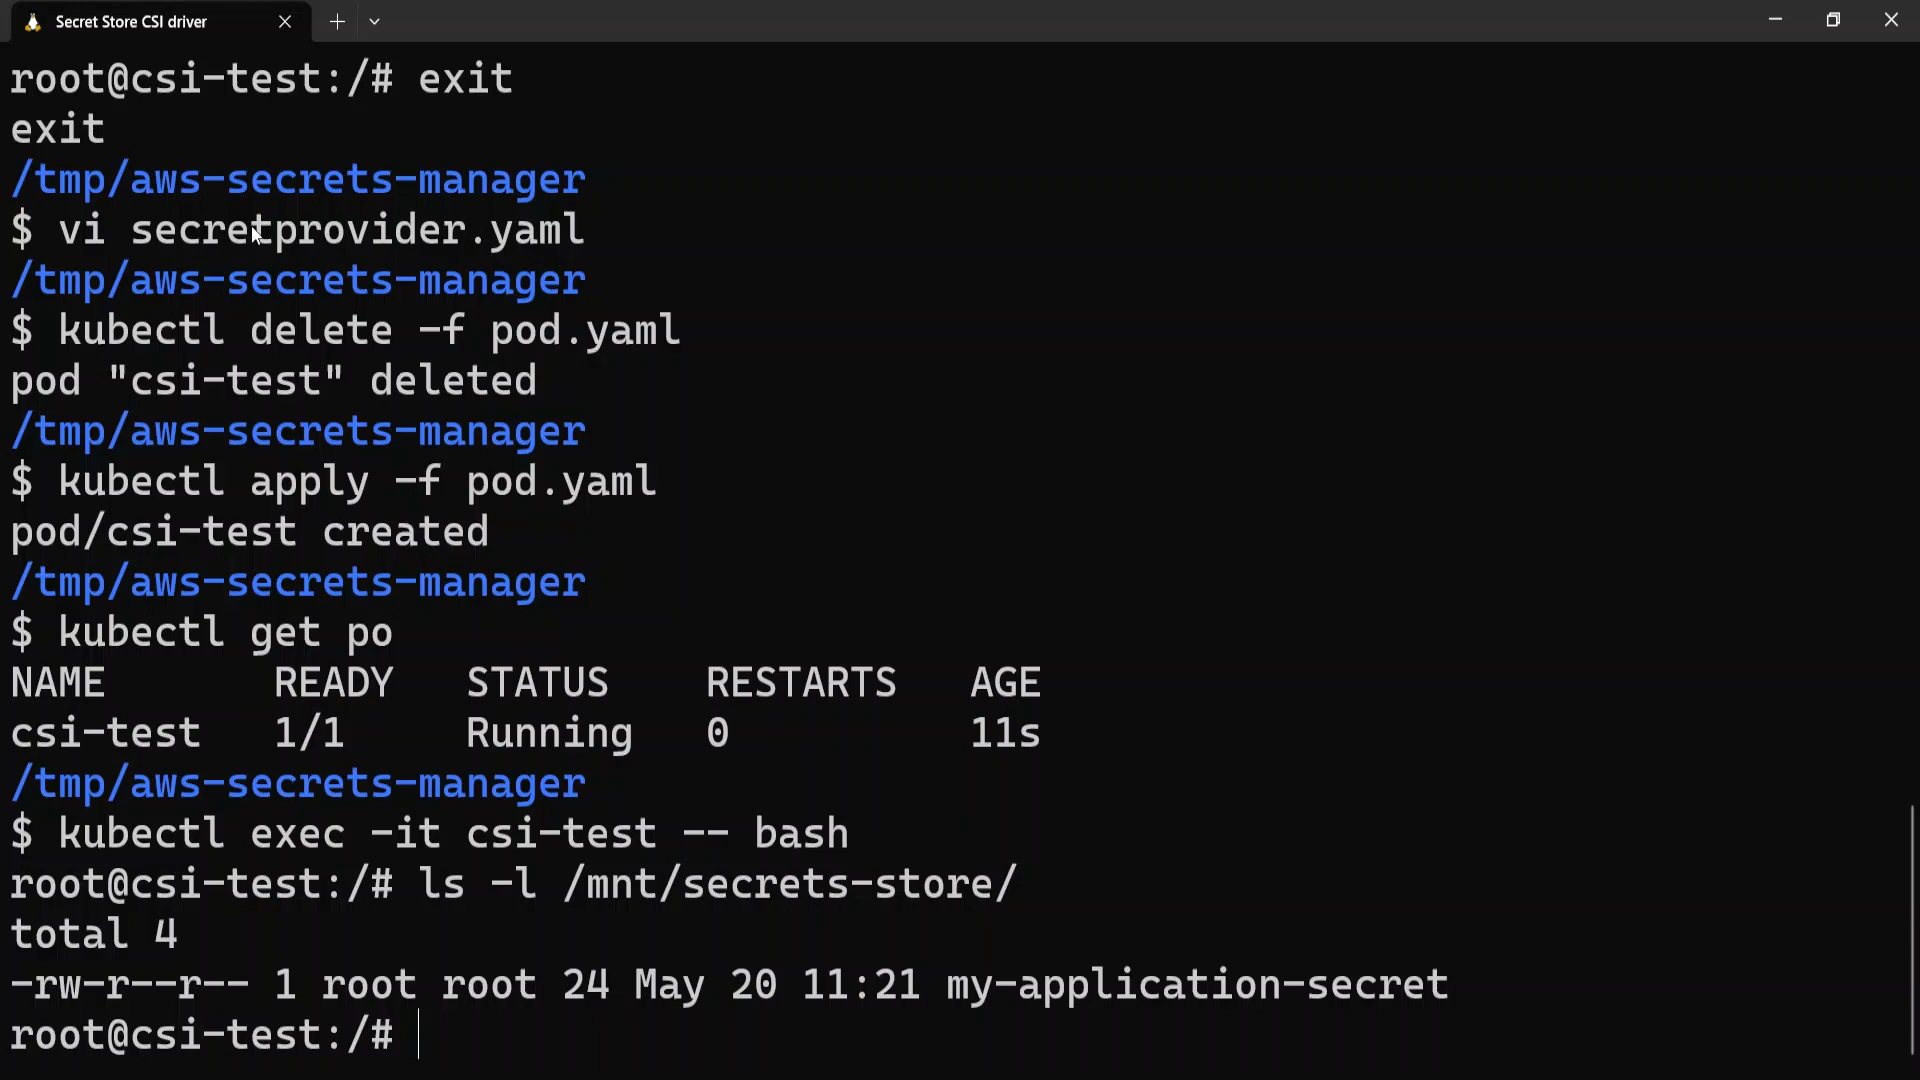 Secret Store CSI driver
root@csi-test:/# exit
exit
/tmp/aws-secrets-manager
$ vi secretprovider.yaml
/tmp/aws-secrets-manager
$ kubectl delete -f pod.yaml
pod "csi-test" deleted
/tmp/aws-secrets-manager
$ kubectl apply -f pod.yaml
pod/csi-test created
/tmp/aws-secrets-manager
$ kubectl get po
NAME READY STATUS RESTARTS AGE
csi-test 1/1 Running 0 11s
/tmp/aws-secrets-manager
$ kubectl exec -it csi-test -- bash
root@csi-test:/# ls -l /mnt/secrets-store/
total 4
-rw-r--r-- 1 root root 24 May 20 11:21 my-application-secret
root@csi-test:/#